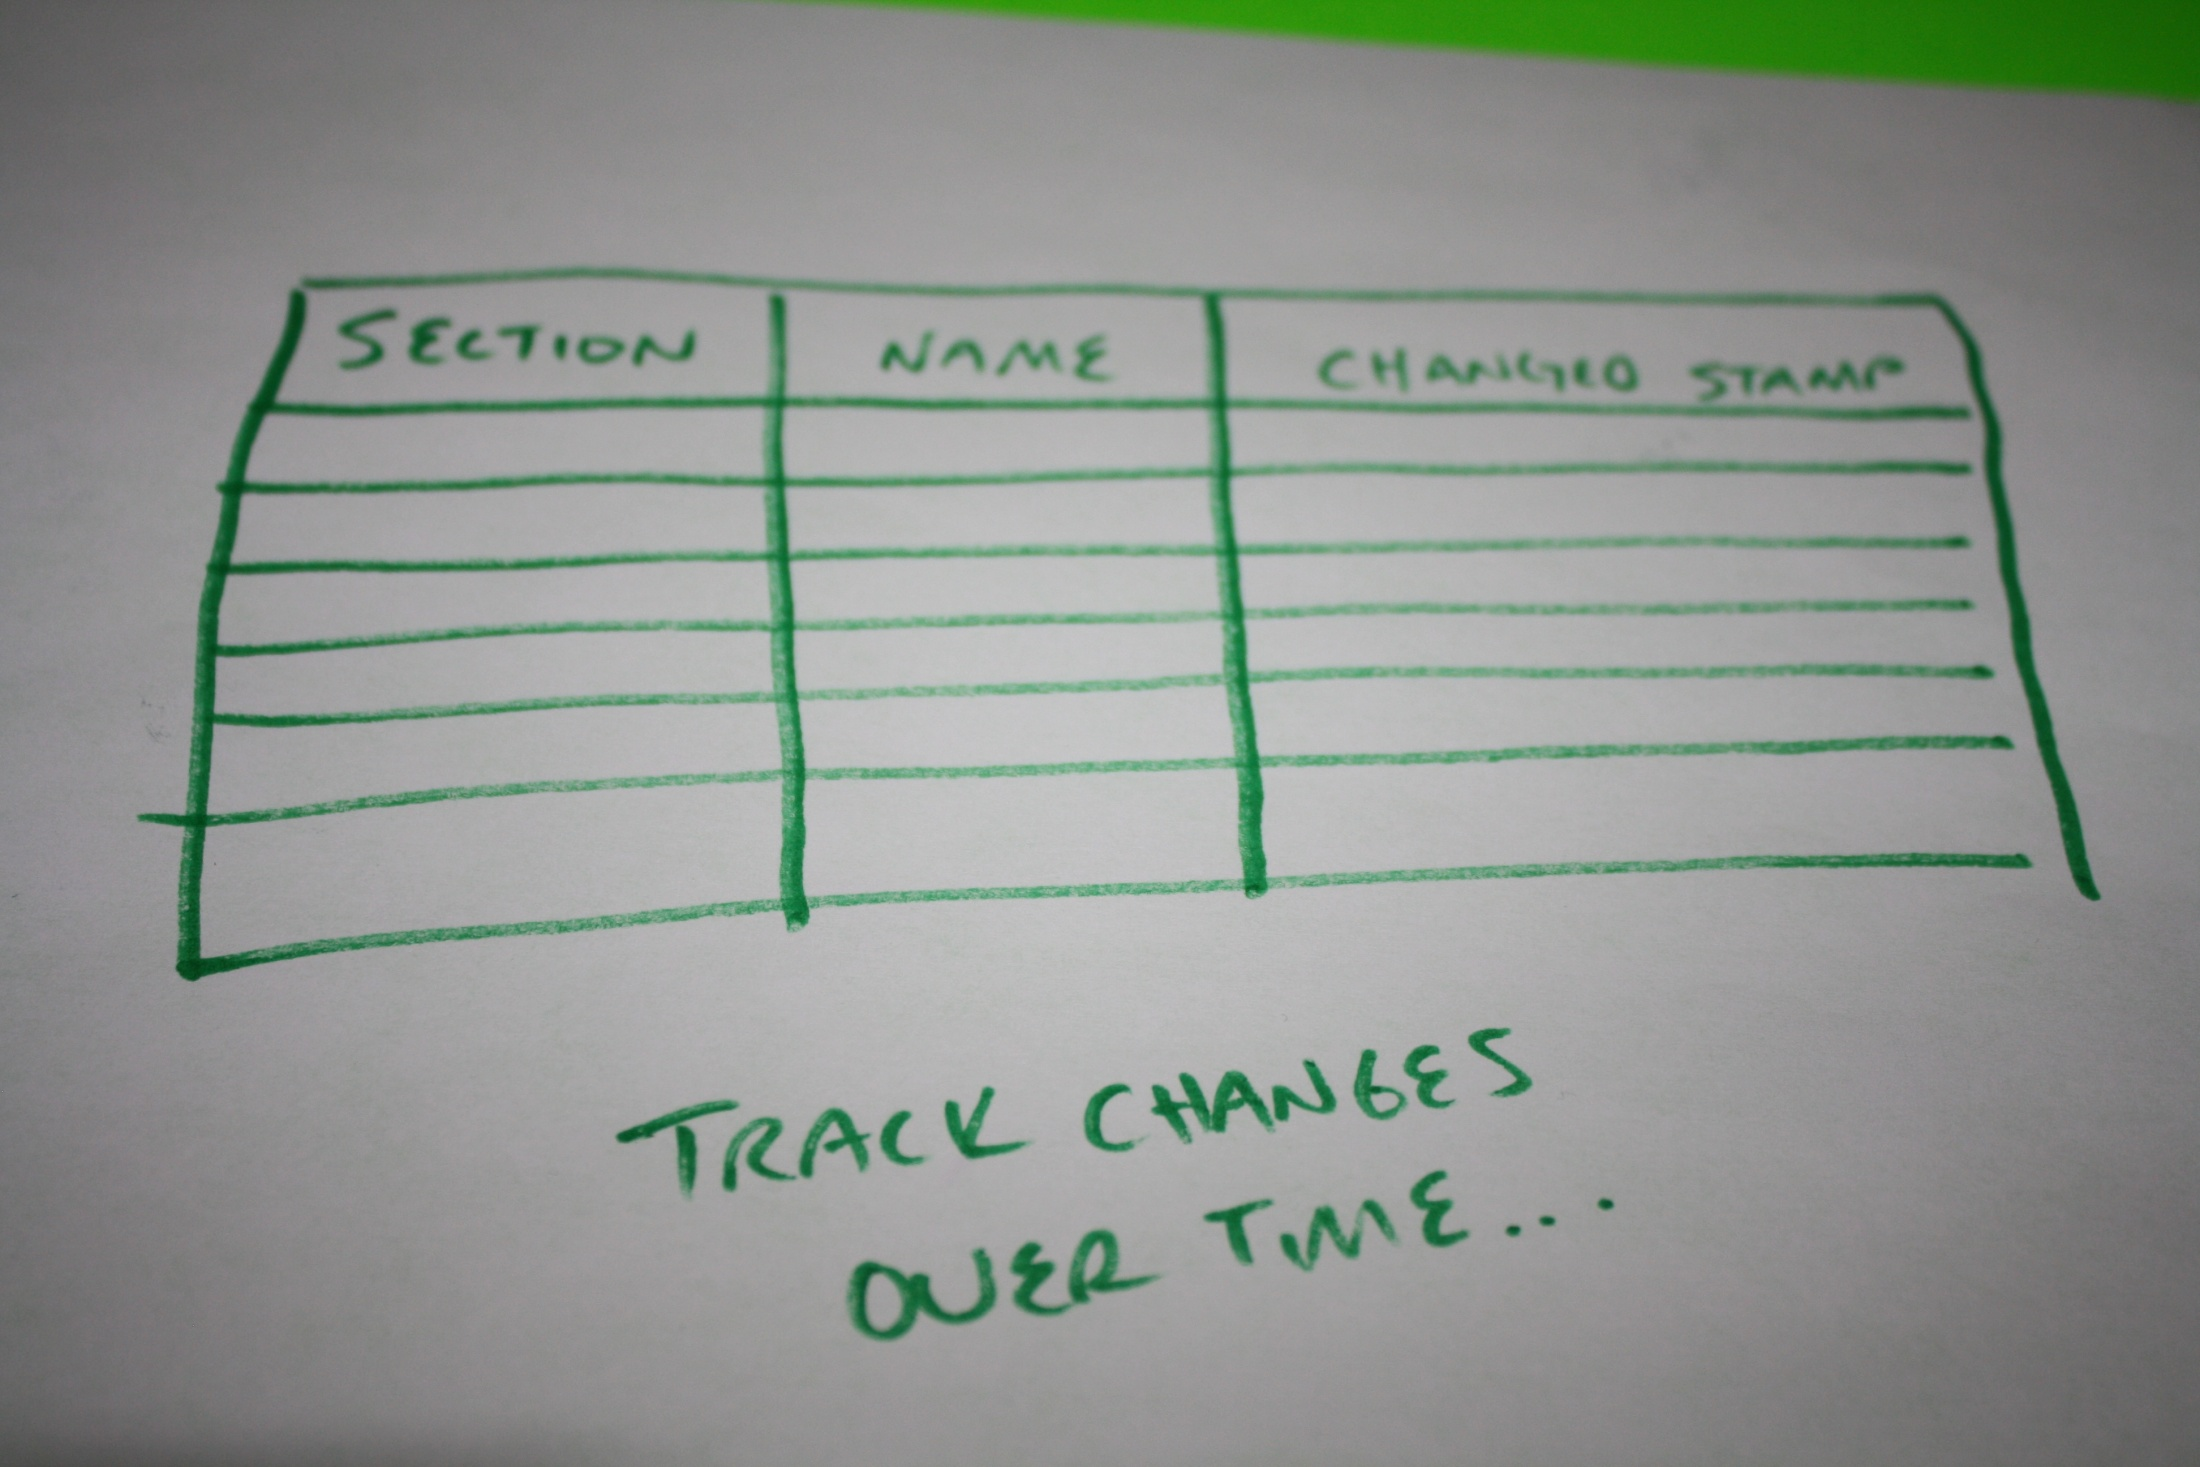 SECTION NAME CHANGED STAMP
TRACK CHANGES
OVER TIME...